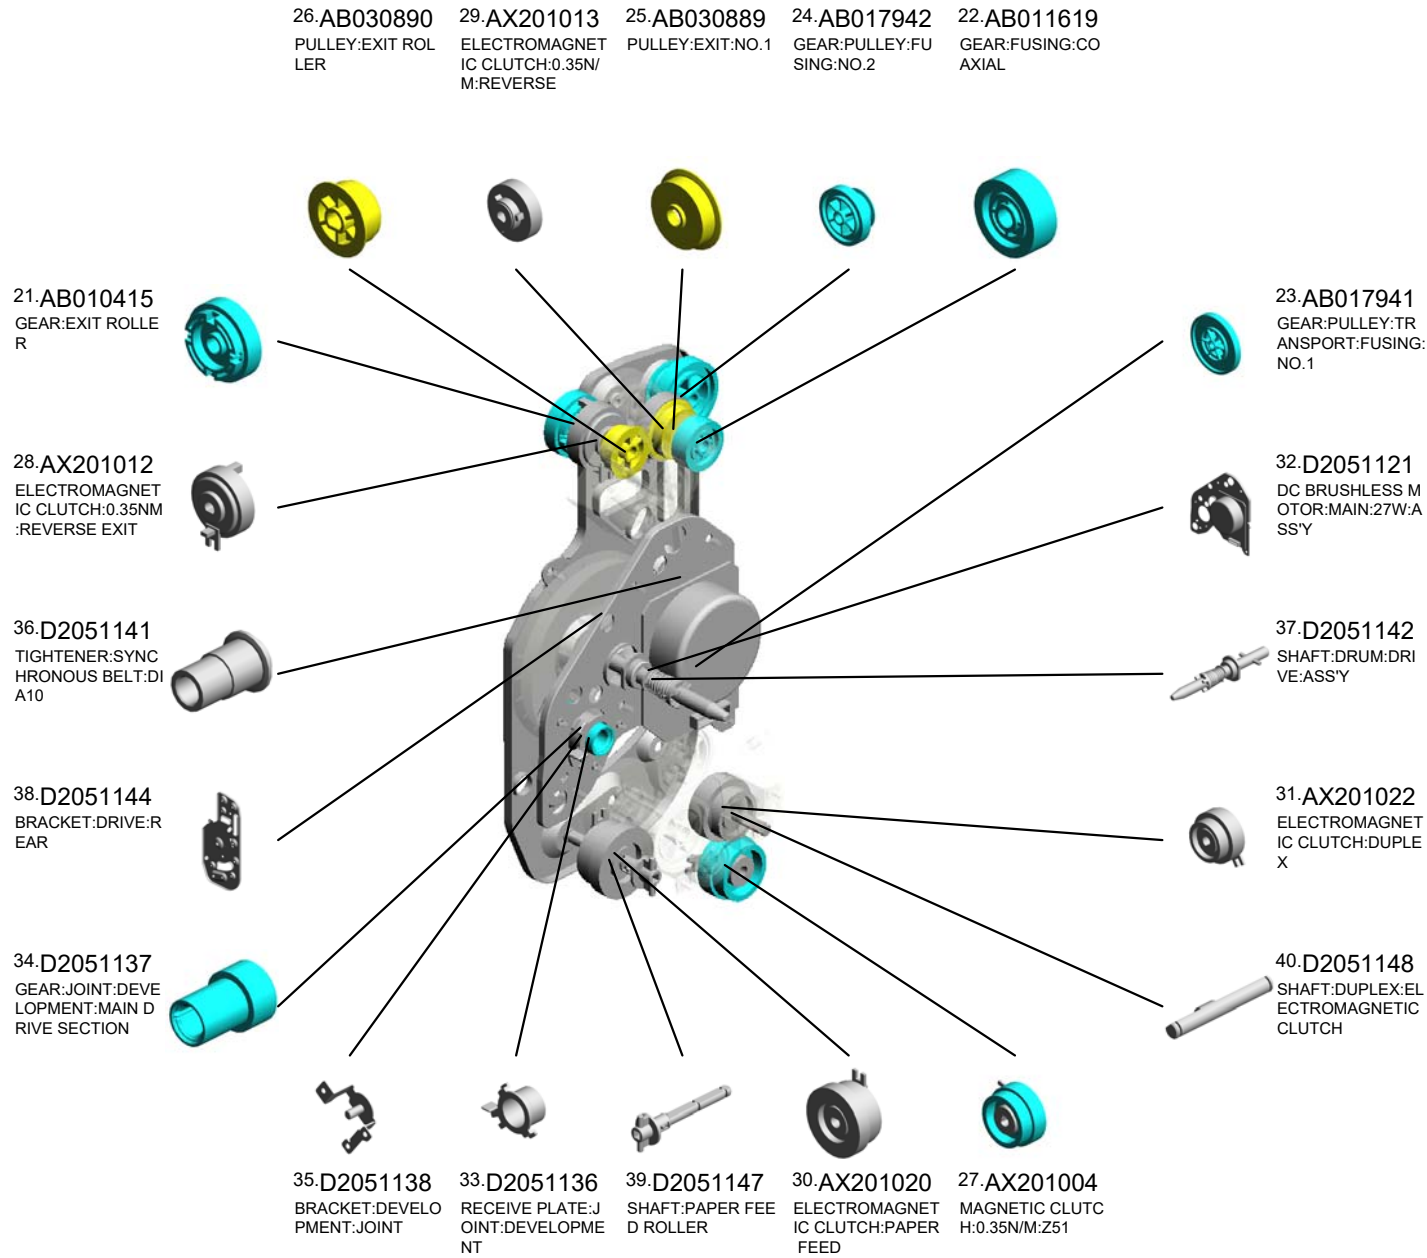 26.AB030890
PULLEY:EXIT ROL
LER
29.AX201013
ELECTROMAGNET
IC CLUTCH:0.35N/
M:REVERSE
25.AB030889
PULLEY:EXIT:NO.1
24.AB017942
GEAR:PULLEY:FU
SING:NO.2
22.AB011619
GEAR:FUSING:CO
AXIAL
21.AB010415
GEAR:EXIT ROLLE
R
23.AB017941
GEAR:PULLEY:TR
ANSPORT:FUSING:
NO.1
28.AX201012
ELECTROMAGNET
IC CLUTCH:0.35NM
:REVERSE EXIT
32.D2051121
DC BRUSHLESS M
OTOR:MAIN:27W:A
SS'Y
36.D2051141
TIGHTENER:SYNC
HRONOUS BELT:DI
A10
37.D2051142
SHAFT:DRUM:DRI
VE:ASS'Y
38.D2051144
BRACKET:DRIVE:R
EAR
31.AX201022
ELECTROMAGNET
IC CLUTCH:DUPLE
X
34.D2051137
GEAR:JOINT:DEVE
LOPMENT:MAIN D
RIVE SECTION
40.D2051148
SHAFT:DUPLEX:EL
ECTROMAGNETIC
CLUTCH
35.D2051138
BRACKET:DEVELO
PMENT:JOINT
33.D2051136
RECEIVE PLATE:J
OINT:DEVELOPME
NT
39.D2051147
SHAFT:PAPER FEE
D ROLLER
30.AX201020
ELECTROMAGNET
IC CLUTCH:PAPER
FEED
27.AX201004
MAGNETIC CLUTC
H:0.35N/M:Z51